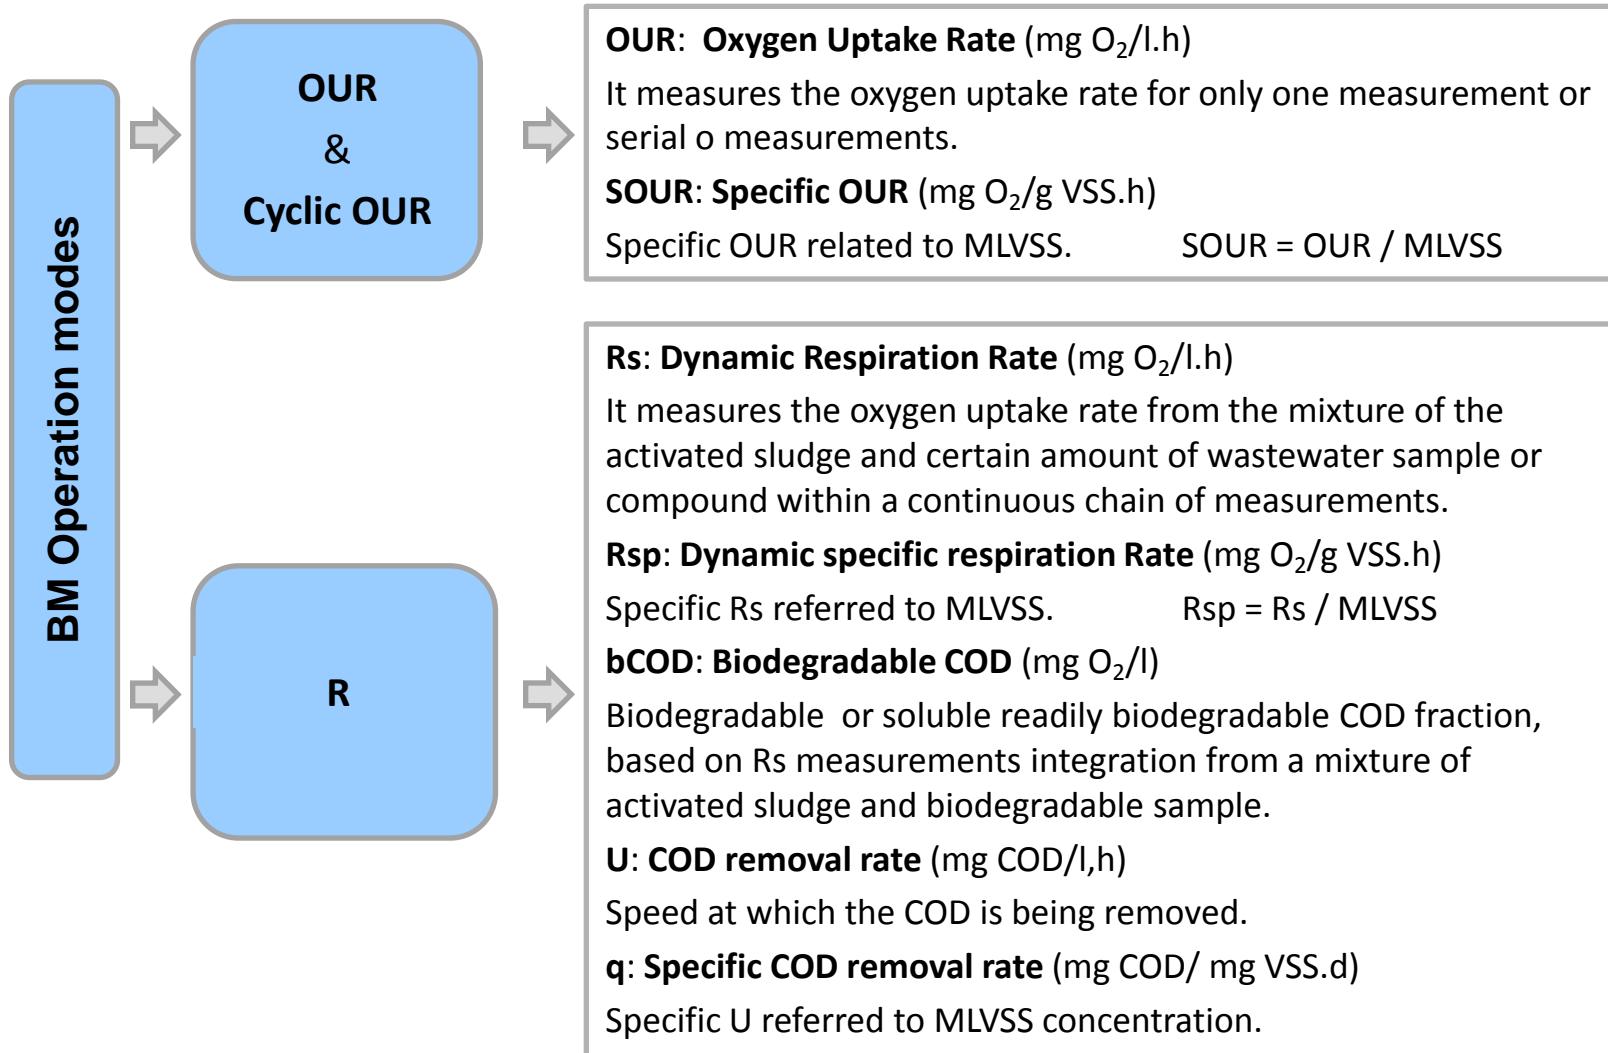 BM Operation modes
OUR
&
Cyclic OUR
OUR: Oxygen Uptake Rate (mg O₂/l.h)
It measures the oxygen uptake rate for only one measurement or
serial o measurements.
SOUR: Specific OUR (mg O₂/g VSS.h)
Specific OUR related to MLVSS. SOUR = OUR / MLVSS
R
Rs: Dynamic Respiration Rate (mg O₂/l.h)
It measures the oxygen uptake rate from the mixture of the
activated sludge and certain amount of wastewater sample or
compound within a continuous chain of measurements.
Rsp: Dynamic specific respiration Rate (mg O₂/g VSS.h)
Specific Rs referred to MLVSS. Rsp = Rs / MLVSS
bCOD: Biodegradable COD (mg O₂/l)
Biodegradable or soluble readily biodegradable COD fraction,
based on Rs measurements integration from a mixture of
activated sludge and biodegradable sample.
U: COD removal rate (mg COD/l,h)
Speed at which the COD is being removed.
q: Specific COD removal rate (mg COD/ mg VSS.d)
Specific U referred to MLVSS concentration.